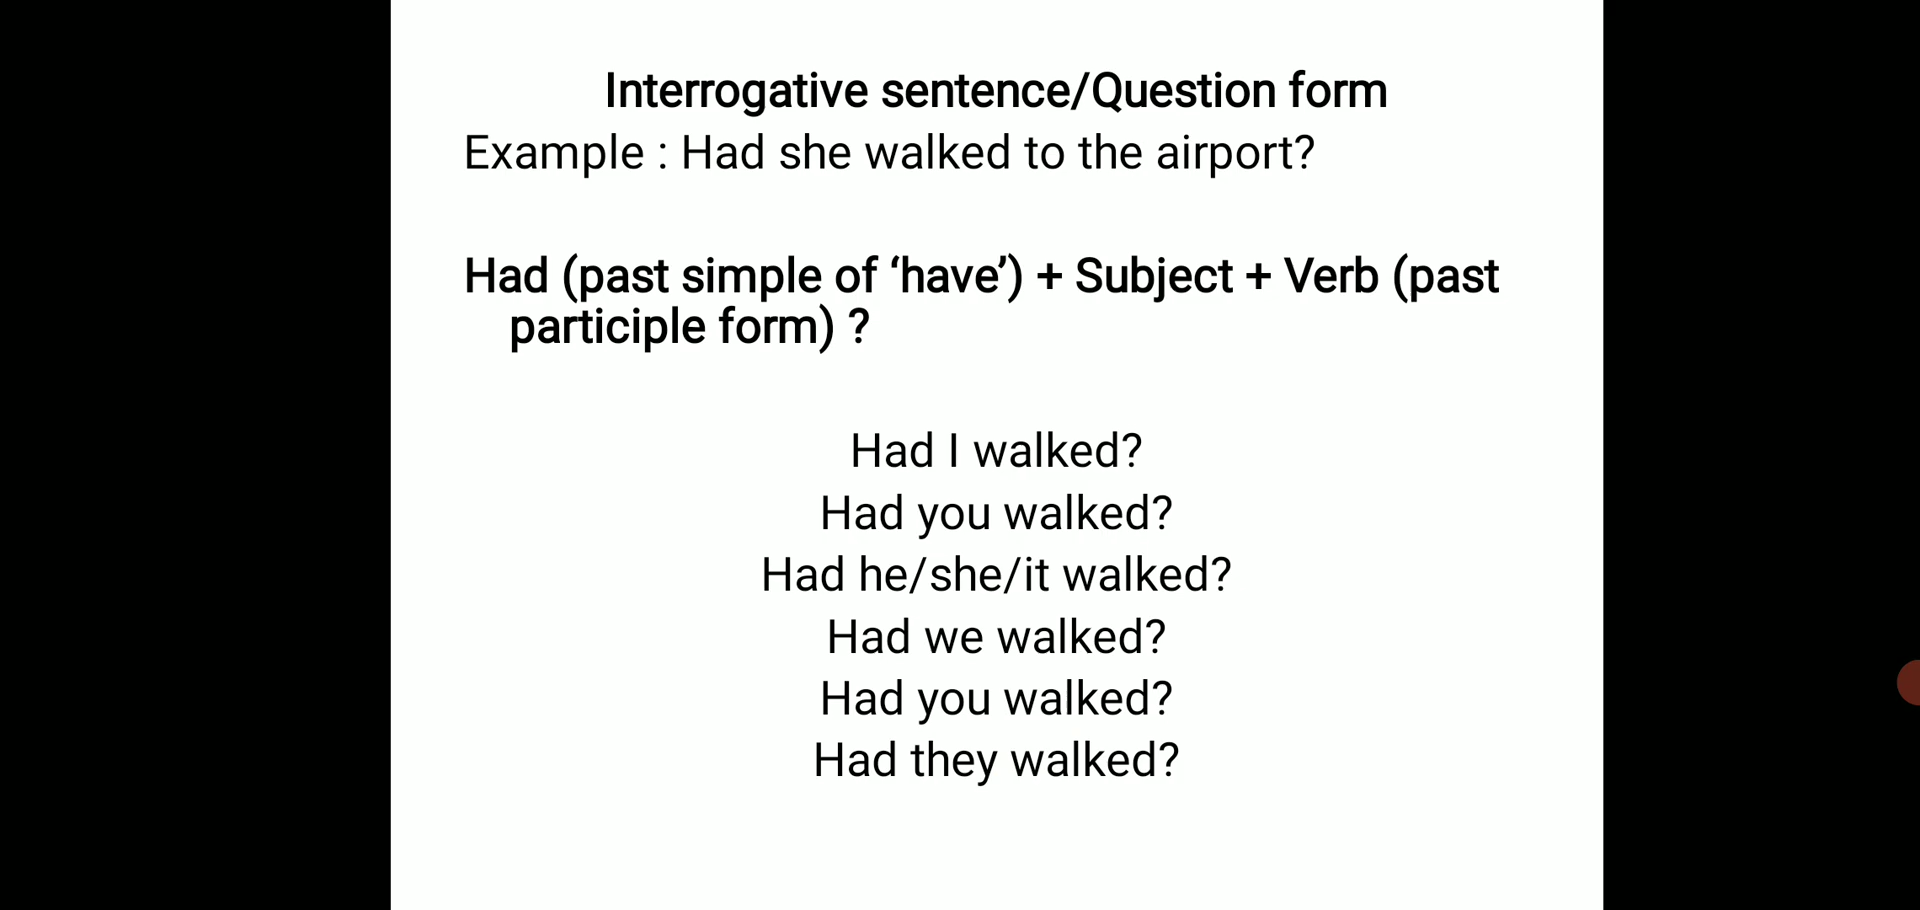 Interrogative sentence/Question form
Example : Had she walked to the airport?
Had (past simple of ‘have’) + Subject + Verb (past
participle form) ?
Had I walked?
Had you walked?
Had he/she/it walked?
Had we walked?
Had you walked?
Had they walked?